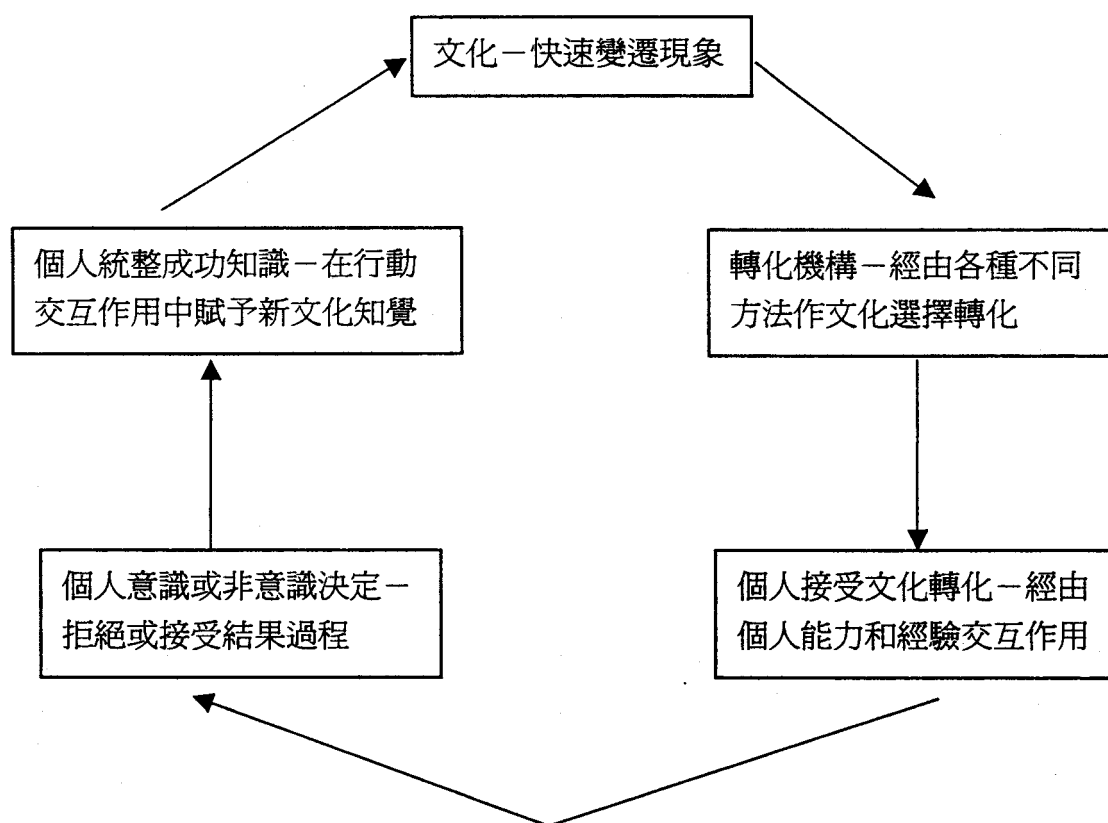 文化－快速變遷現象
個人統整成功知識－在行動
交互作用中賦予新文化知覺
轉化機構－經由各種不同
方法作文化選擇轉化
個人意識或非意識決定－
拒絕或接受結果過程
個人接受文化轉化－經由
個人能力和經驗交互作用